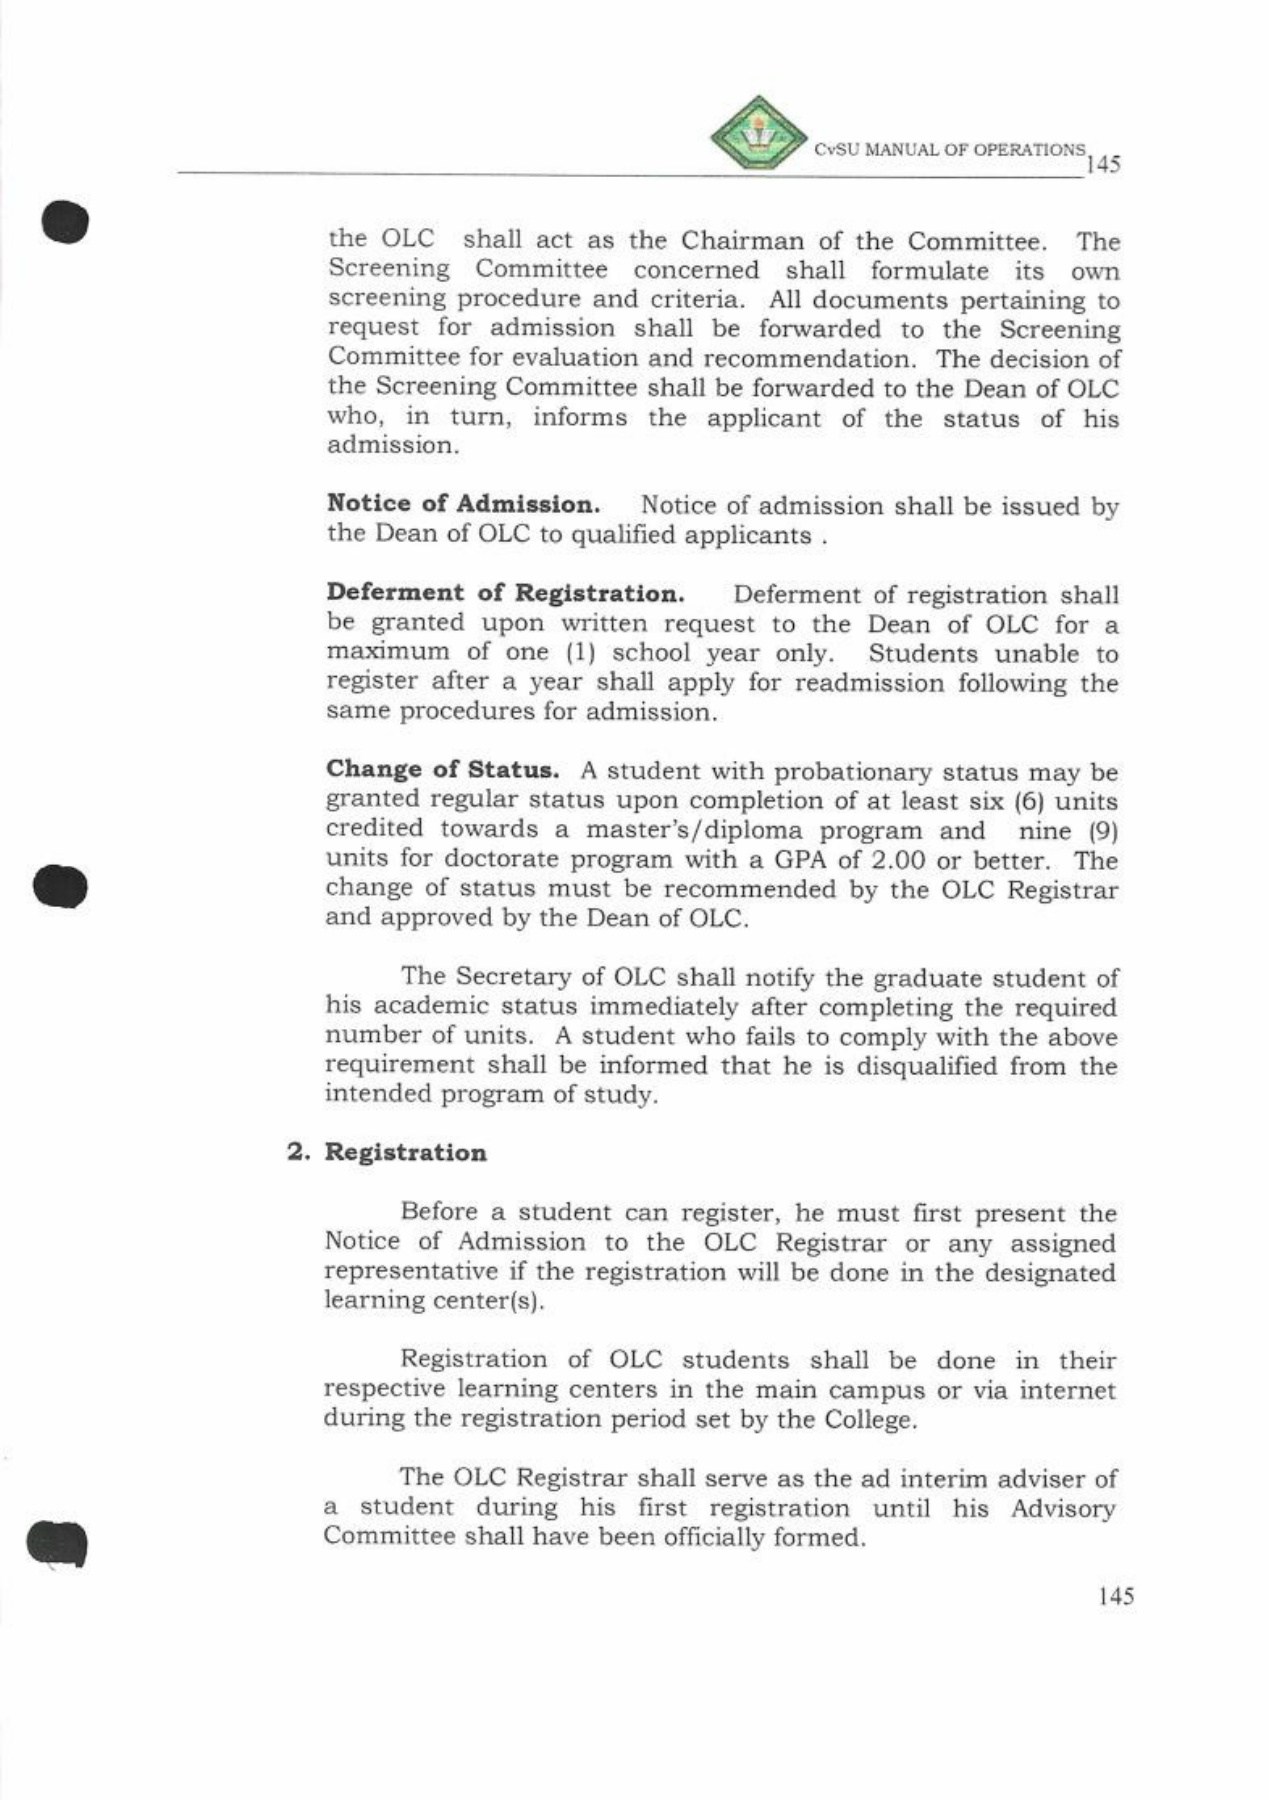 CvSU MANUAL OF OPERATIONS
145
the OLC shall act as the Chairman of the Committee. The
Screening Committee concerned shall formulate its own
screening procedure and criteria. All documents pertaining to
request for admission shall be forwarded to the Screening
Committee for evaluation and recommendation. The decision of
the Screening Committee shall be forwarded to the Dean of OLC
who, in turn, informs the applicant of the status of his
admission.
Notice of Admission. Notice of admission shall be issued by
the Dean of OLC to qualified applicants .
Deferment of Registration. Deferment of registration shall
be granted upon written request to the Dean of OLC for a
maximum of one (1) school year only. Students unable to
register after a year shall apply for readmission following the
same procedures for admission.
Change of Status. A student with probationary status may be
granted regular status upon completion of at least six (6) units
credited towards a master's/diploma program and nine (9)
units for doctorate program with a GPA of 2.00 or better. The
change of status must be recommended by the OLC Registrar
and approved by the Dean of OLC.
The Secretary of OLC shall notify the graduate student of
his academic status immediately after completing the required
number of units. A student who fails to comply with the above
requirement shall be informed that he is disqualified from the
intended program of study.
2. Registration
Before a student can register, he must first present the
Notice of Admission to the OLC Registrar or any assigned
representative if the registration will be done in the designated
learning center(s).
Registration of OLC students shall be done in their
respective learning centers in the main campus or via internet
during the registration period set by the College.
The OLC Registrar shall serve as the ad interim adviser of
a student during his first registration until his Advisory
Committee shall have been officially formed.
145